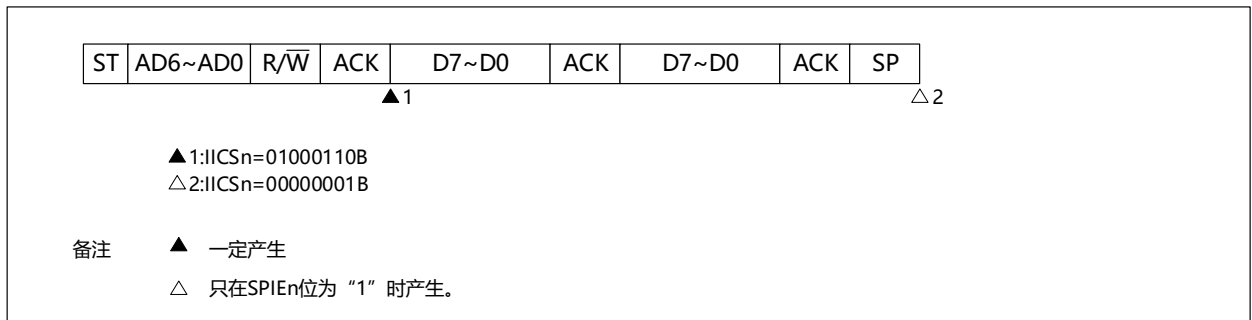 ST AD6~AD0 R/W̅ ACK D7~D0 ACK D7~D0 ACK SP
▲1 △2
▲1:IICSn=01000110B
△2:IICSn=00000001B
备注 ▲ 一定产生
△ 只在SPIEn位为“1”时产生。